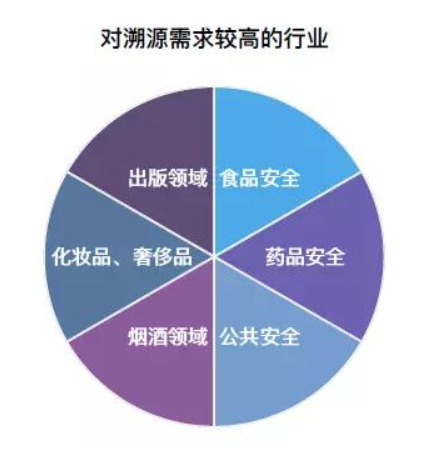 对溯源需求较高的行业
出版领域
食品安全
化妆品、奢侈品
药品安全
烟酒领域
公共安全